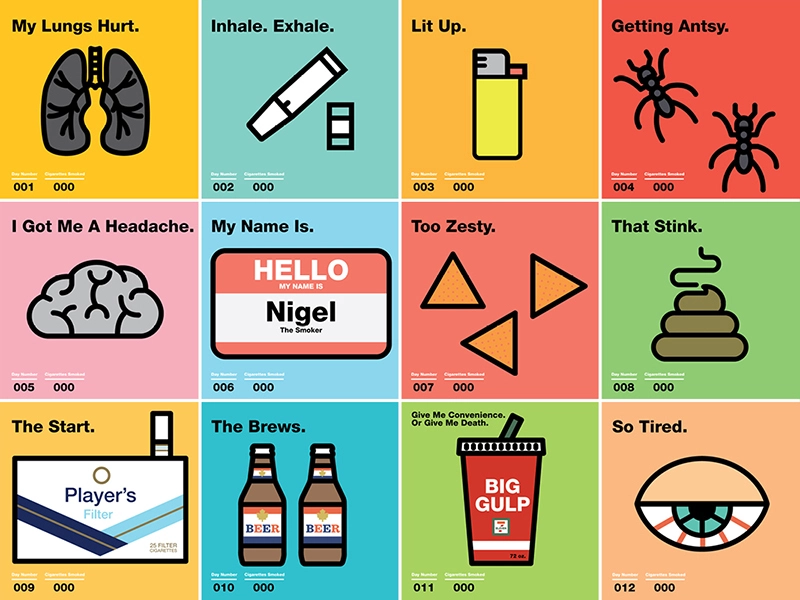 My Lungs Hurt.
Day Number Cigarettes Smoked
001 000
Inhale. Exhale.
Day Number Cigarettes Smoked
002 000
Lit Up.
Day Number Cigarettes Smoked
003 000
Getting Antsy.
Day Number Cigarettes Smoked
004 000
I Got Me A Headache.
Day Number Cigarettes Smoked
005 000
My Name Is.
HELLO
MY NAME IS
Nigel
The Smoker
Day Number Cigarettes Smoked
006 000
Too Zesty.
Day Number Cigarettes Smoked
007 000
That Stink.
Day Number Cigarettes Smoked
008 000
The Start.
Player's
Filter
25 FILTER
CIGARETTES
Day Number Cigarettes Smoked
009 000
The Brews.
BEER
BEER
Day Number Cigarettes Smoked
010 000
Give Me Convenience.
Or Give Me Death.
BIG
GULP
7
72 oz.
Day Number Cigarettes Smoked
011 000
So Tired.
Day Number Cigarettes Smoked
012 000